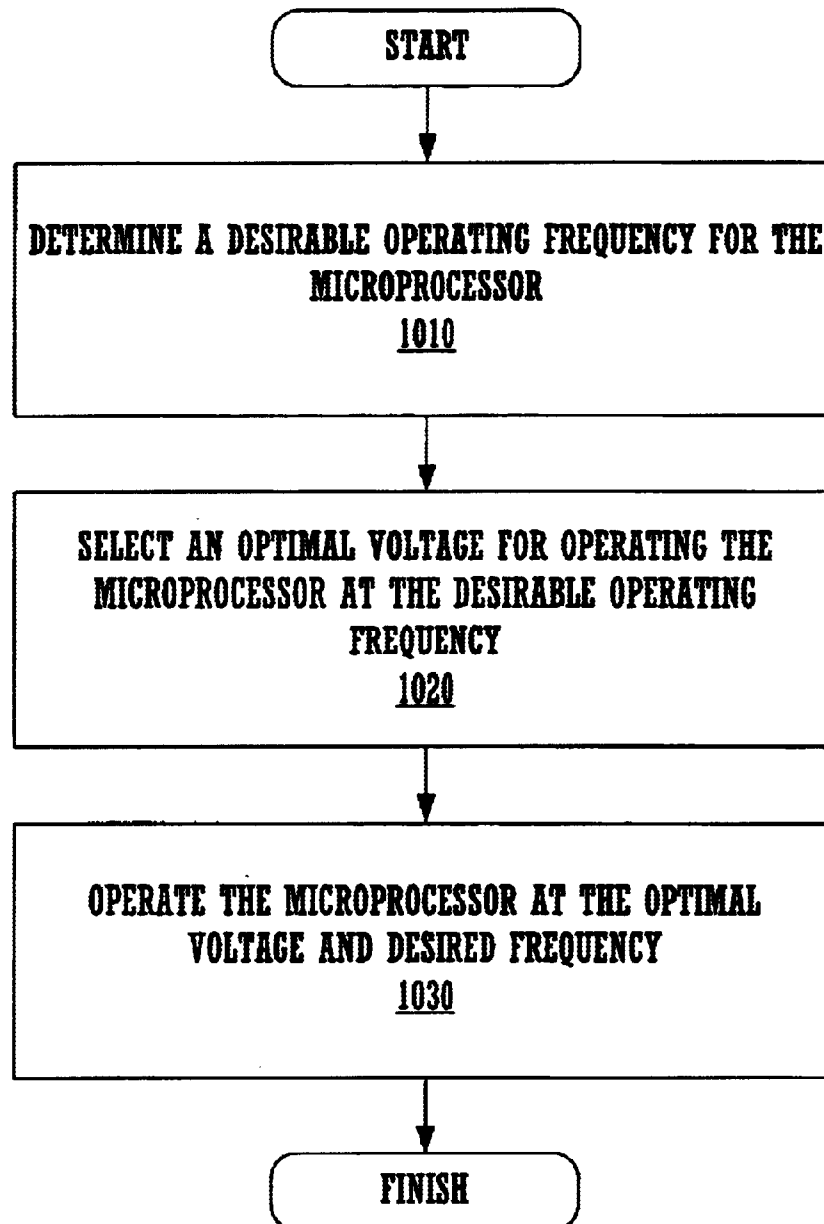 START
DETERMINE A DESIRABLE OPERATING FREQUENCY FOR THE
MICROPROCESSOR
1010
SELECT AN OPTIMAL VOLTAGE FOR OPERATING THE
MICROPROCESSOR AT THE DESIRABLE OPERATING
FREQUENCY
1020
OPERATE THE MICROPROCESSOR AT THE OPTIMAL
VOLTAGE AND DESIRED FREQUENCY
1030
FINISH